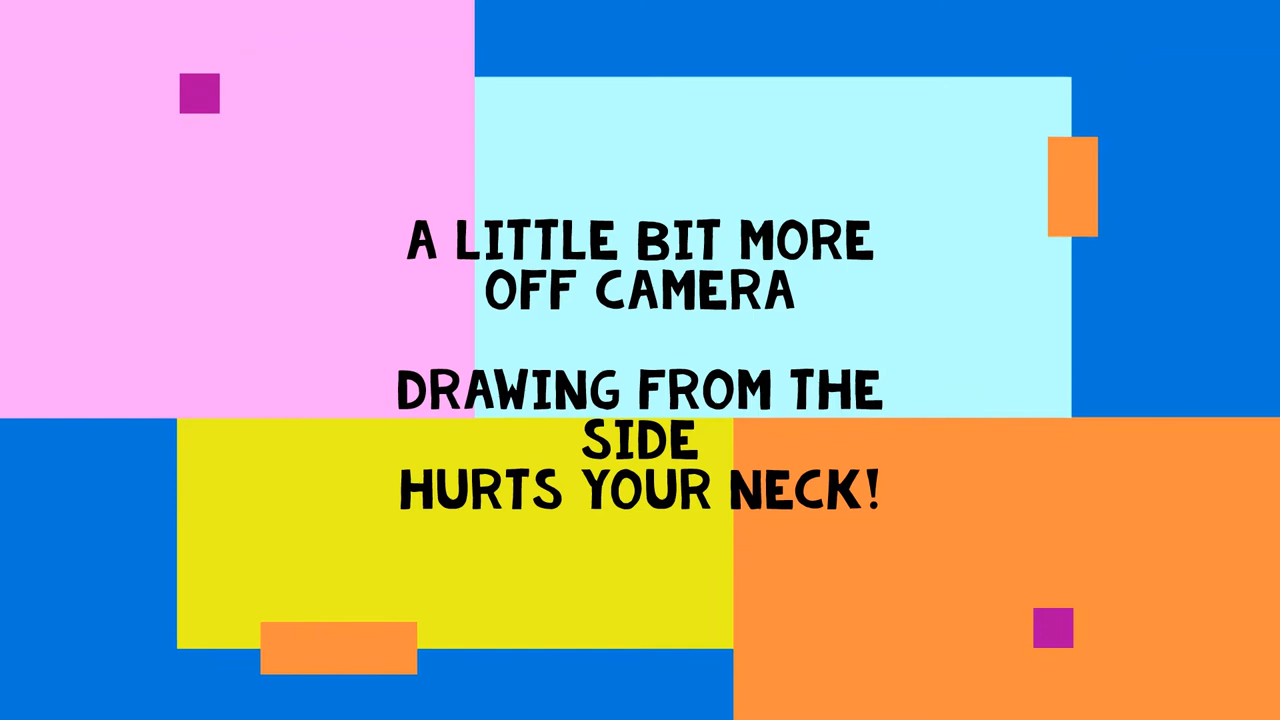 A LITTLE BIT MORE
OFF CAMERA
DRAWING FROM THE
SIDE
HURTS YOUR NECK!